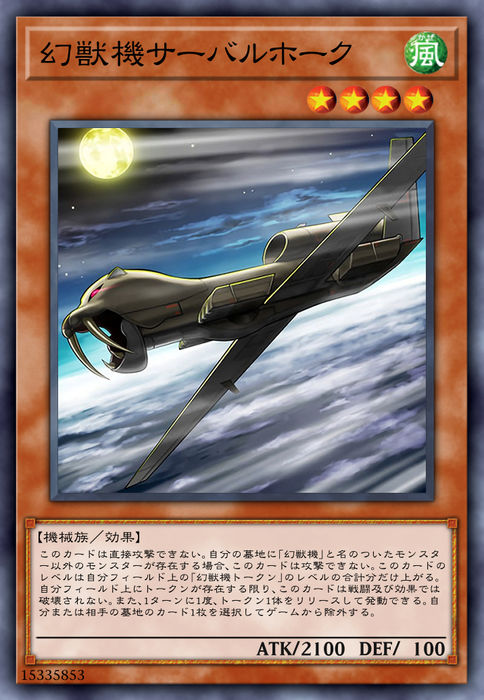 幻獣機サーバルホーク
かぜ
風
【機械族／効果】
このカードは直接攻撃できない。自分の墓地に「幻獣機」と名のついたモンスタ
ー以外のモンスターが存在する場合、このカードは攻撃できない。このカードの
レベルは自分フィールド上の「幻獣機トークン」のレベルの合計分だけ上がる。
自分フィールド上にトークンが存在する限り、このカードは戦闘及び効果では
破壊されない。また、1ターンに1度、トークン1体をリリースして発動できる。自
分または相手の墓地のカード1枚を選択してゲームから除外する。
ATK/2100 DEF/ 100
15335853